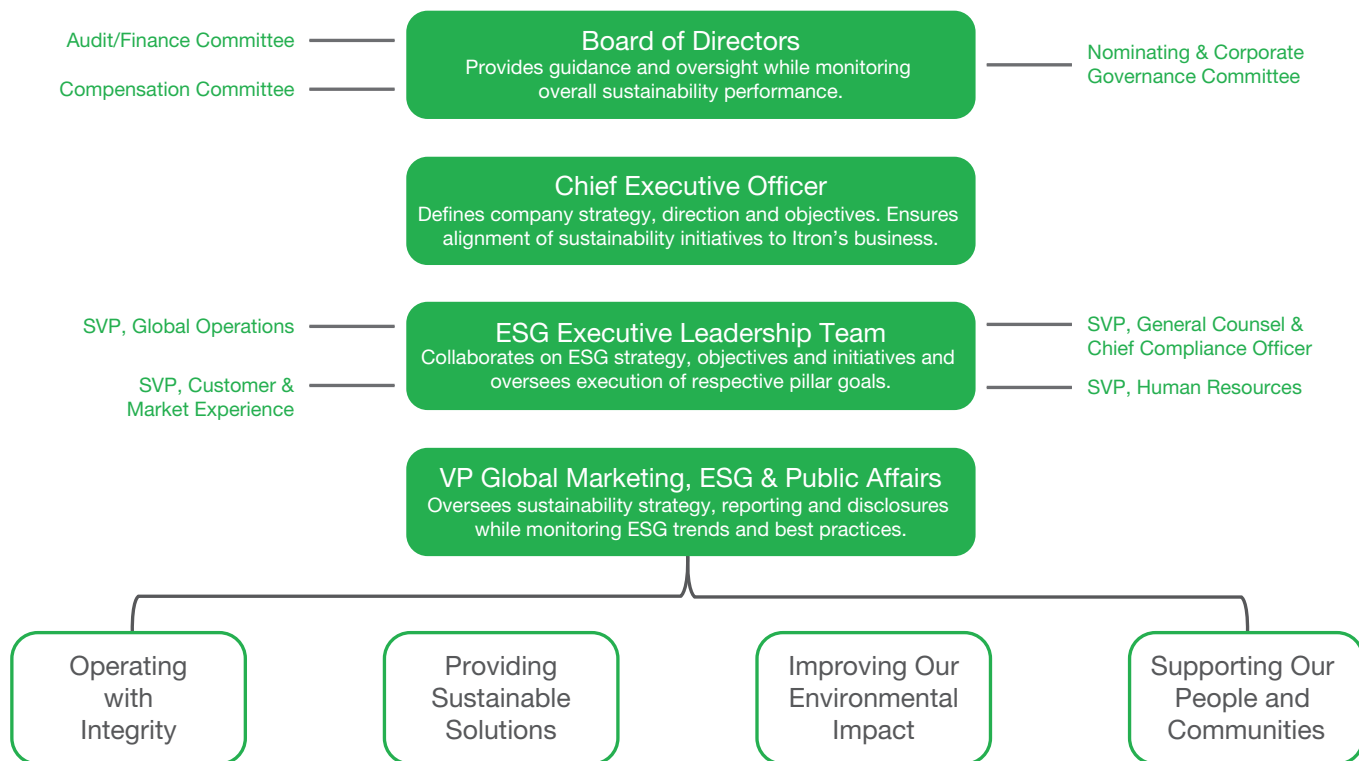 Audit/Finance Committee
Compensation Committee
Board of Directors
Provides guidance and oversight while monitoring
overall sustainability performance.
Nominating & Corporate
Governance Committee
Chief Executive Officer
Defines company strategy, direction and objectives. Ensures
alignment of sustainability initiatives to Itron’s business.
SVP, Global Operations
SVP, Customer &
Market Experience
ESG Executive Leadership Team
Collaborates on ESG strategy, objectives and initiatives and
oversees execution of respective pillar goals.
SVP, General Counsel &
Chief Compliance Officer
SVP, Human Resources
VP Global Marketing, ESG & Public Affairs
Oversees sustainability strategy, reporting and disclosures
while monitoring ESG trends and best practices.
Operating
with
Integrity
Providing
Sustainable
Solutions
Improving Our
Environmental
Impact
Supporting Our
People and
Communities